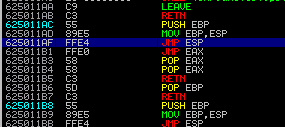 625011AA C9 LEAVE
625011AB C3 RETN
625011AC 55 PUSH EBP
625011AD 89E5 MOV EBP,ESP
625011AF FFE4 JMP ESP
625011B1 FFE0 JMP EAX
625011B3 58 POP EAX
625011B4 58 POP EAX
625011B5 C3 RETN
625011B6 5D POP EBP
625011B7 C3 RETN
625011B8 55 PUSH EBP
625011B9 89E5 MOV EBP,ESP
625011BB FFE4 JMP ESP